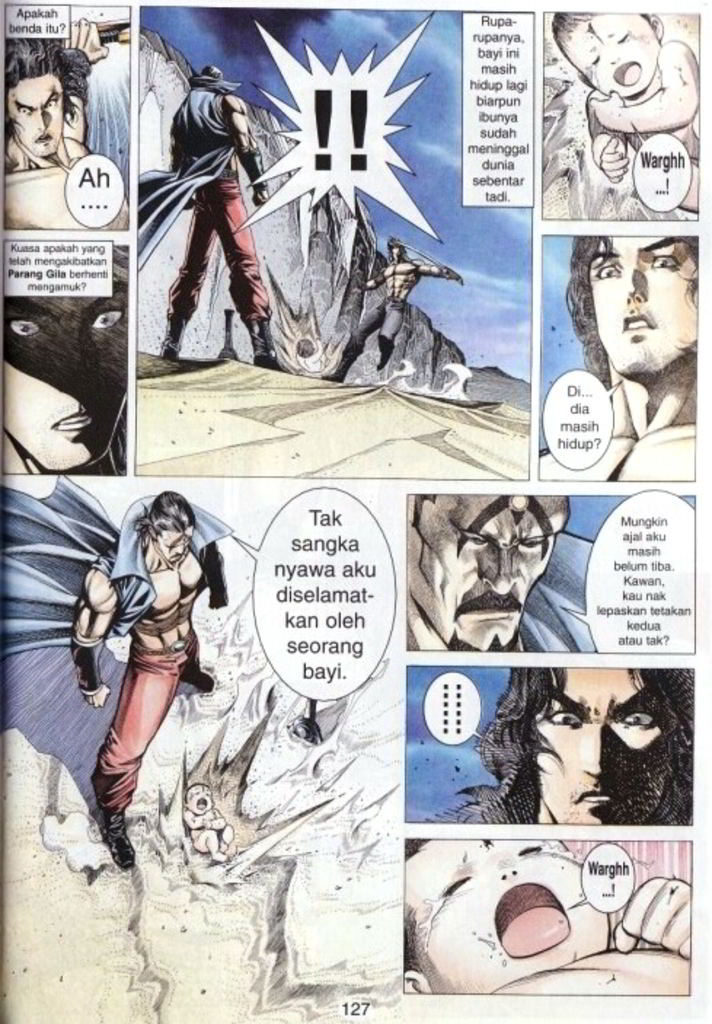 Apakah
benda itu?
Ah
....
!!
Rupa-
rupanya,
bayi ini
masih
hidup lagi
biarpun
ibunya
sudah
meninggal
dunia
sebentar
tadi.
Warghh
...!
Kuasa apakah yang
telah mengakibatkan
Parang Gila berhenti
mengamuk?
Di...
dia
masih
hidup?
Tak
sangka
nyawa aku
diselamat-
kan oleh
seorang
bayi.
Mungkin
ajal aku
masih
belum tiba.
Kawan,
kau nak
lepaskan tetakan
kedua
atau tak?
Warghh
...!
127